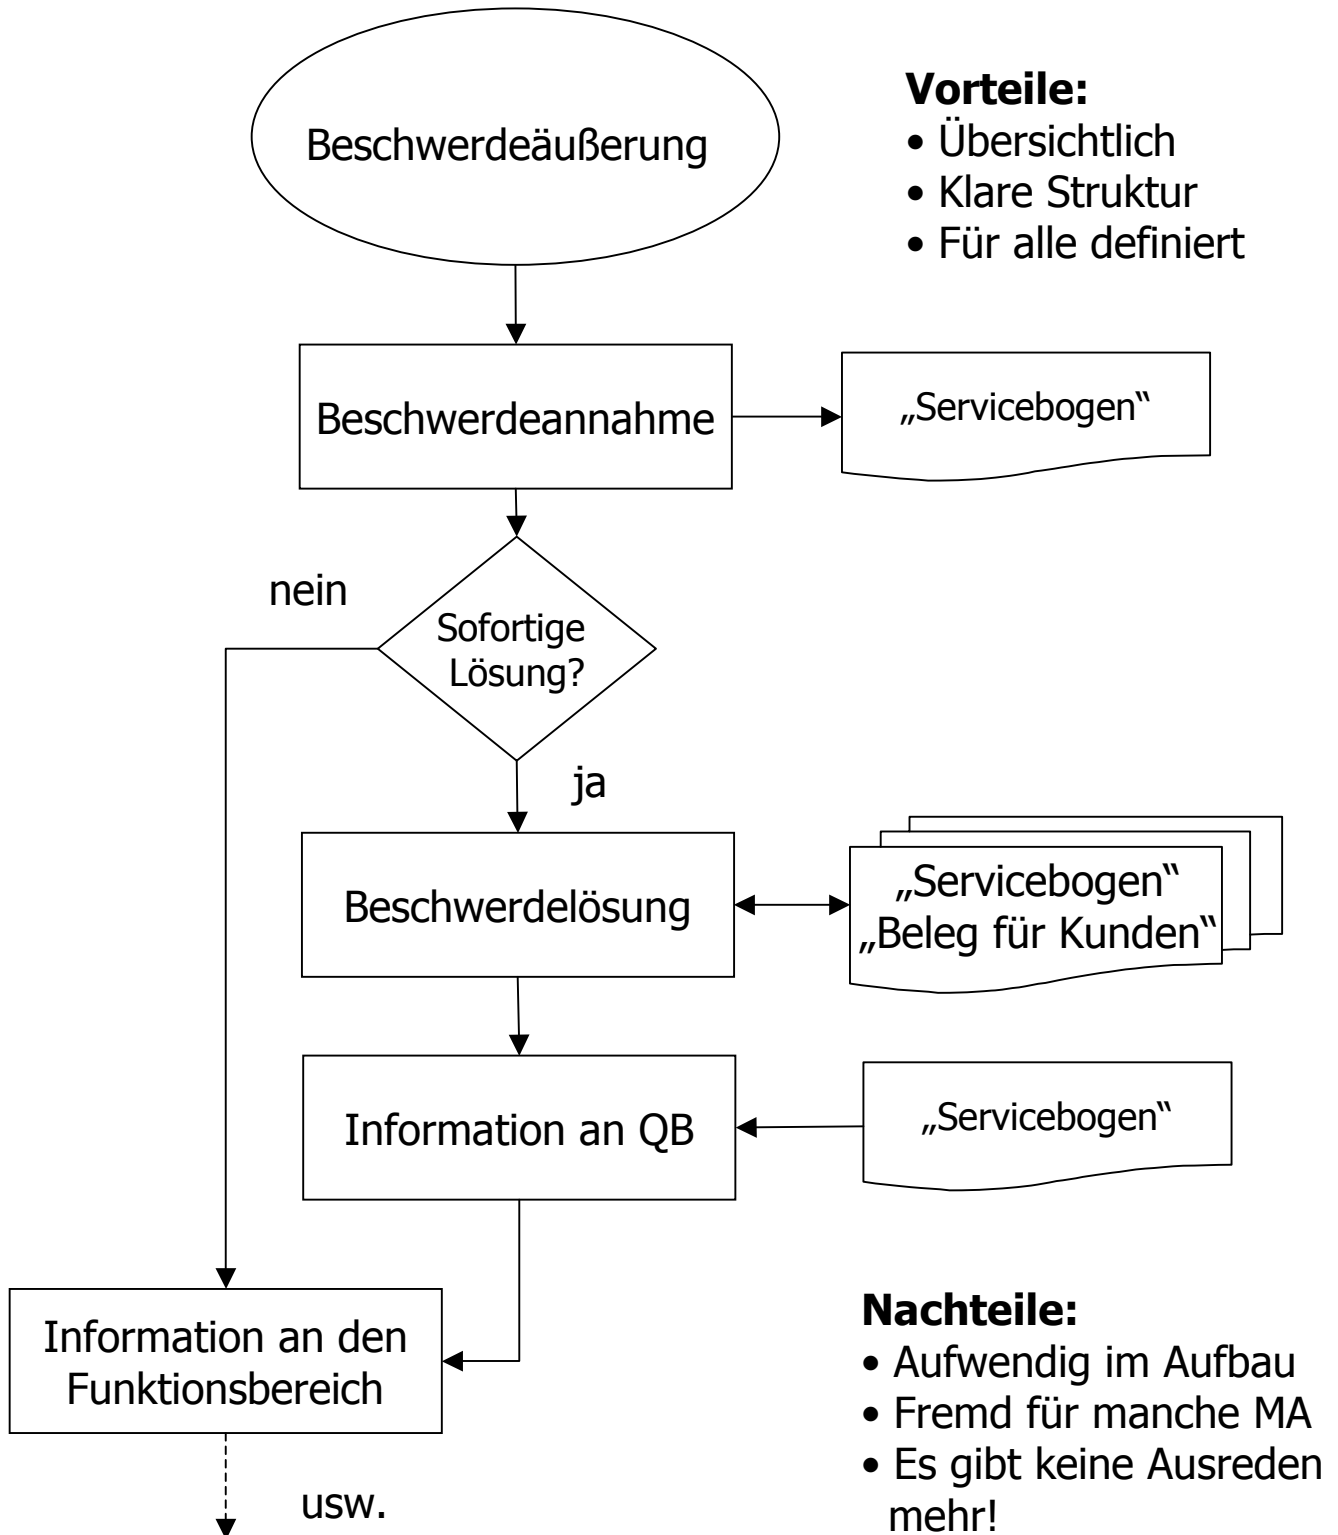 Beschwerdeäußerung
Vorteile:
• Übersichtlich
• Klare Struktur
• Für alle definiert
Beschwerdeannahme
„Servicebogen“
nein
Sofortige
Lösung?
ja
Beschwerdelösung
„Servicebogen“
„Beleg für Kunden“
Information an QB
„Servicebogen“
Information an den
Funktionsbereich
usw.
Nachteile:
• Aufwendig im Aufbau
• Fremd für manche MA
• Es gibt keine Ausreden
mehr!